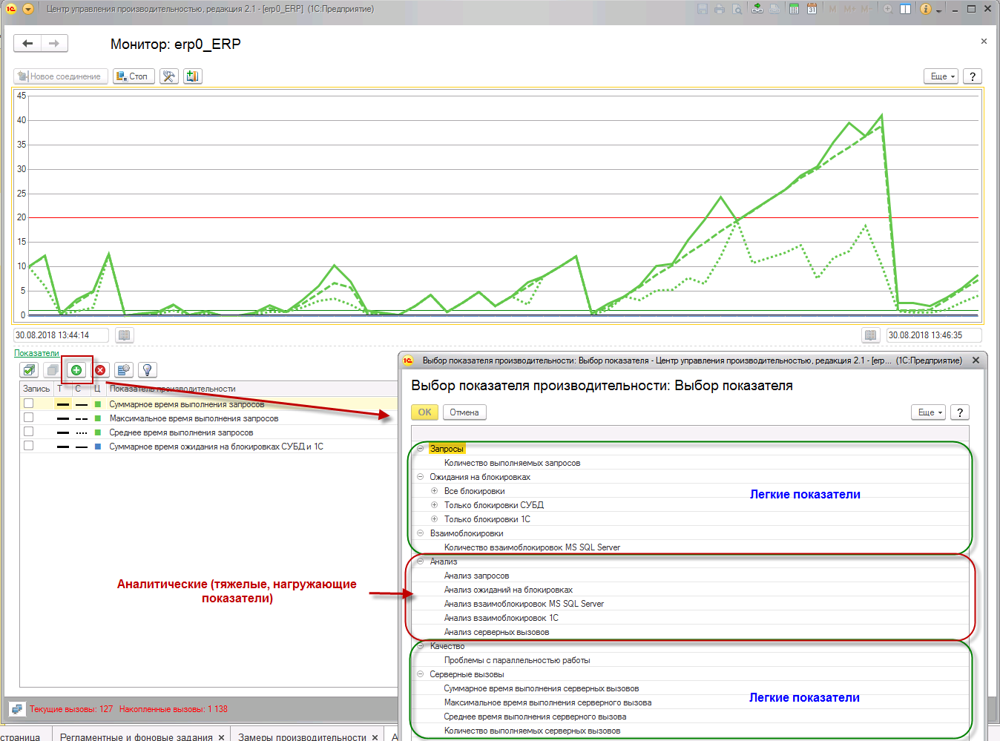 Центр управления производительностью, редакция 2.1 - [erp0_ERP] (1С:Предприятие)
M M+ M-
Монитор: erp0_ERP
Новое соединение
Стоп
Еще
?
45
40
35
30
25
20
15
10
5
0
30.08.2018 13:44:14
30.08.2018 13:46:35
Показатели
Запись Т С Ц Показатель производительности
Суммарное время выполнения запросов
Максимальное время выполнения запросов
Среднее время выполнения запросов
Суммарное время ожидания на блокировках СУБД и 1С
Аналитические (тяжелые, нагружающие
показатели)
Выбор показателя производительности: Выбор показателя - Центр управления производительностью, редакция 2.1 - [erp... (1С:Предприятие)
Выбор показателя производительности: Выбор показателя
ОК
Отмена
Еще
?
Запросы
Количество выполняемых запросов
Ожидания на блокировках
Все блокировки
Легкие показатели
Только блокировки СУБД
Только блокировки 1С
Взаимоблокировки
Количество взаимоблокировок MS SQL Server
Анализ
Анализ запросов
Анализ ожиданий на блокировках
Анализ взаимоблокировок MS SQL Server
Анализ взаимоблокировок 1С
Анализ серверных вызовов
Качество
Проблемы с параллельностью работы
Серверные вызовы
Суммарное время выполнения серверных вызовов
Легкие показатели
Максимальное время выполнения серверного вызова
Среднее время выполнения серверного вызова
Количество выполняемых серверных вызовов
Текущие вызовы: 127 Накопленные вызовы: 1 138
страница
Регламентные и фоновые задания
Замеры производительности
А